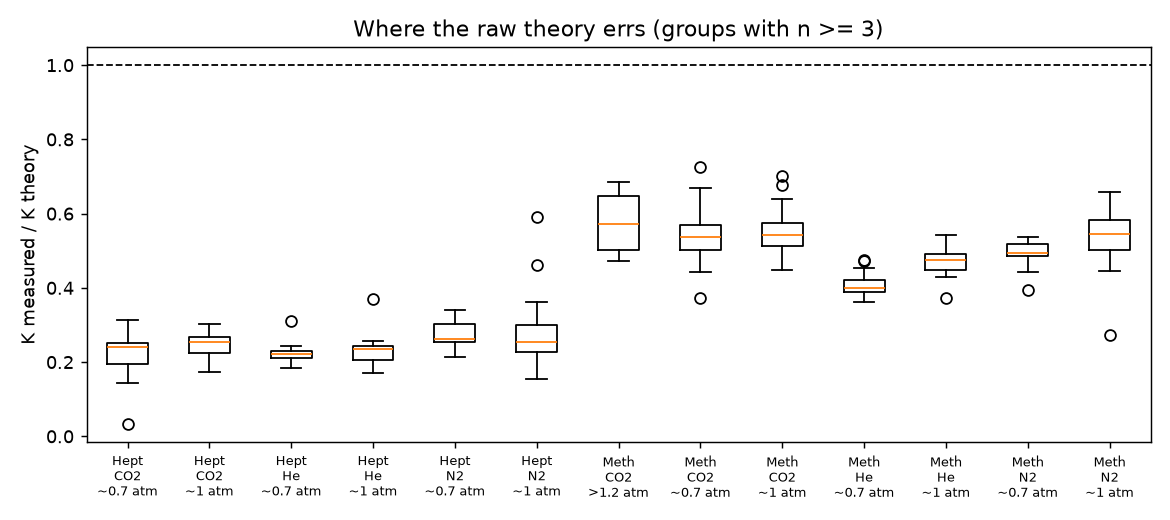 Where the raw theory errs (groups with n >= 3)
K measured / K theory
1.0
0.8
0.6
0.4
0.2
0.0
Hept
CO2
~0.7 atm
Hept
CO2
~1 atm
Hept
He
~0.7 atm
Hept
He
~1 atm
Hept
N2
~0.7 atm
Hept
N2
~1 atm
Meth
CO2
>1.2 atm
Meth
CO2
~0.7 atm
Meth
CO2
~1 atm
Meth
He
~0.7 atm
Meth
He
~1 atm
Meth
N2
~0.7 atm
Meth
N2
~1 atm